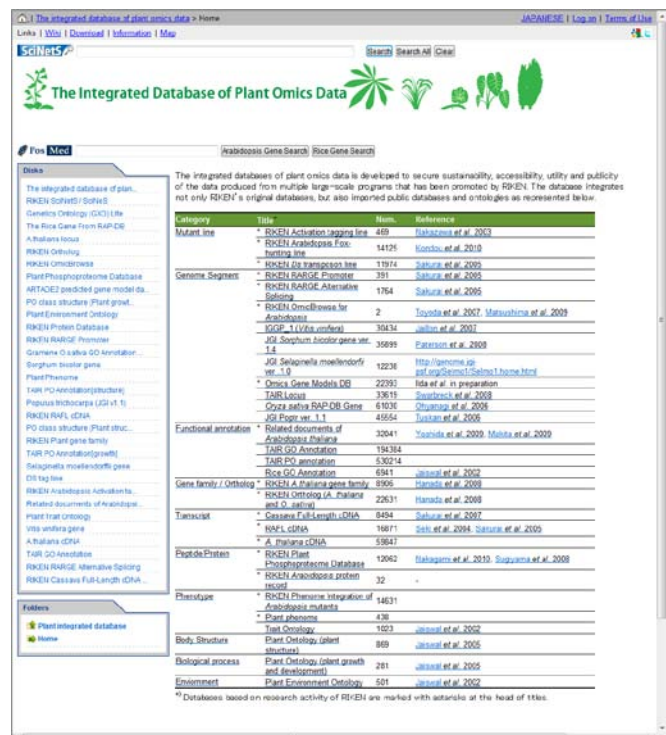 The integrated database of plant omics data > Home
JAPANESE | Log on | Terms of Use
Links | Wiki | Download | Information | Map
SciNetS
Search Search All Clear
The Integrated Database of Plant Omics Data
Pos Med
Arabidopsis Gene Search Rice Gene Search
Disks
The integrated database of plan...
RIKEN SciNetS / SciNeS
Genetics Ontology (GXO) Lite
The Rice Gene From RAP-DB
A.thaliana locus
RIKEN Ortholog
RIKEN OmicBrowse
Plant Phosphoproteome Database
ARTADE2 predicted gene model da...
PO class structure (Plant growt...
Plant Environment Ontology
RIKEN Protein Database
RIKEN RARGE Promoter
Gramene O.sativa GO Annotation...
Sorghum bicolor gene
Plant Phenome
TAIR PO Annotation(structure)
Populus trichocarpa (JGI v1.1)
RIKEN RAFL cDNA
PO class structure (Plant struc...
RIKEN Plant gene family
TAIR PO Annotation(growth)
Selaginella moellendorffii gene
DS tag line
RIKEN Arabidopsis Activation ta...
Related documents of Arabidopsi...
Plant Trait Ontology
Vitis vinifera gene
A.thaliana cDNA
TAIR GO Annotation
RIKEN RARGE Alternative Splicing
RIKEN Cassava Full-Length cDNA ...
Folders
Plant integrated database
Home
The integrated databases of plant omics data is developed to secure sustainability, accessibility, utility and publicity
of the data produced from multiple large-scale programs that has been promoted by RIKEN. The database integrates
not only RIKEN's original databases, but also imported public databases and ontologies as represented below.
Category Title Num. Reference
Mutant line * RIKEN Activation tagging line 469 Nakazawa et al. 2003
* RIKEN Arabidopsis Fox-
hunting line 14125 Kondou et al. 2010
* RIKEN Ds transposon line 11974 Sakurai et al. 2005
Genome Segment * RIKEN RARGE Promoter 391 Sakurai et al. 2005
* RIKEN RARGE Alternative
Splicing 1764 Sakurai et al. 2005
* RIKEN OmicBrowse for
Arabidopsis 2 Toyoda et al. 2007, Matsushima et al. 2009
IGGP_1 (Vitis vinifera) 30434 Jaillon et al. 2007
JGI Sorghum bicolor gene ver.
1.4 35899 Paterson et al. 2008
JGI Selaginella moellendorfii
ver. 1.0 12238 http://genome.jgi-
psf.org/Selmo1/Selmo1.home.html
* Omics Gene Models DB 22393 Iida et al. in preparation
TAIR Locus 33619 Swarbreck et al. 2008
Oryza sativa RAP-DB Gene 61030 Ohyanagi et al. 2006
JGI Poptr ver. 1.1 45554 Tuskan et al. 2006
Functional annotation * Related documents of
Arabidopsis thaliana 32041 Yoshida et al. 2009, Makita et al. 2009
TAIR GO Annotation 194384
TAIR PO annotation 530214
Rice GO Annotation 6941 Jaiswal et al. 2002
Gene family / Ortholog * RIKEN A.thaliana gene family 8906 Hanada et al. 2008
* RIKEN Ortholog (A. thaliana
and O. sativa) 22631 Hanada et al. 2008
Transcript * Cassava Full-Length cDNA 8494 Sakurai et al. 2007
* RAFL cDNA 16871 Seki et al. 2004, Sakurai et al. 2005
* A. thaliana cDNA 59847
Peptide/Protein * RIKEN Plant
Phosphoproteome Database 12062 Nakagami et al. 2010, Sugiyama et al. 2008
* RIKEN Arabidopsis protein
record 32 -
Phenotype * RIKEN Phenome Integration of
Arabidopsis mutants 14631
* Plant phenome 438
Trait Ontology 1023 Jaiswal et al. 2002
Body Structure Plant Ontology (plant
structure) 869 Jaiswal et al. 2005
Biological process Plant Ontology (plant growth
and development) 281 Jaiswal et al. 2005
Enviornment Plant Environment Ontology 501 Jaiswal et al. 2002
*) Databases based on research activity of RIKEN are marked with asterisks at the head of titles.